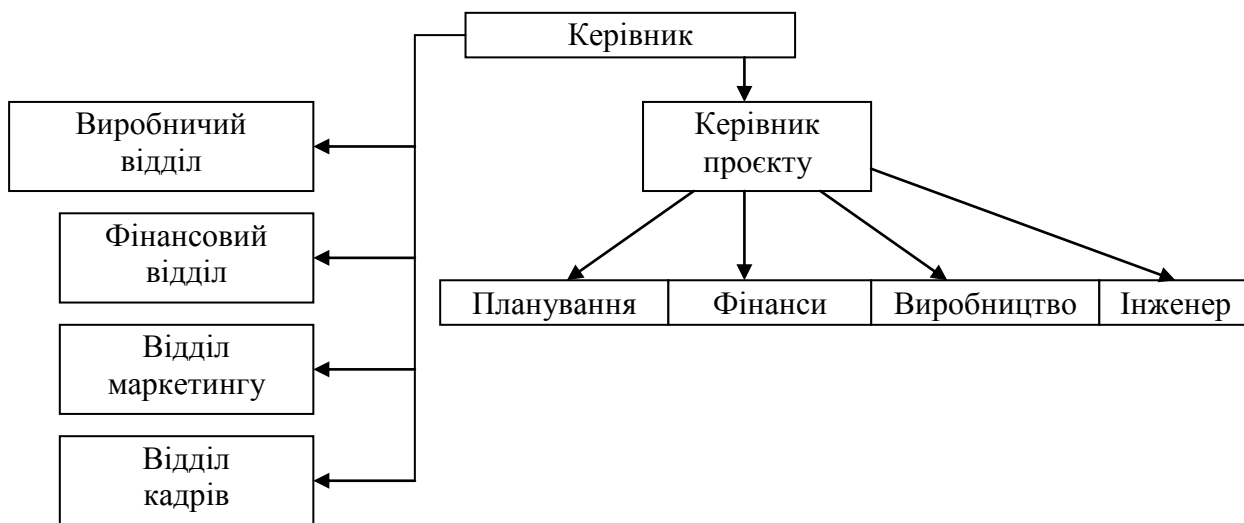 Керівник
Виробничий
відділ
Керівник
проєкту
Фінансовий
відділ
Планування
Фінанси
Виробництво
Інженер
Відділ
маркетингу
Відділ
кадрів